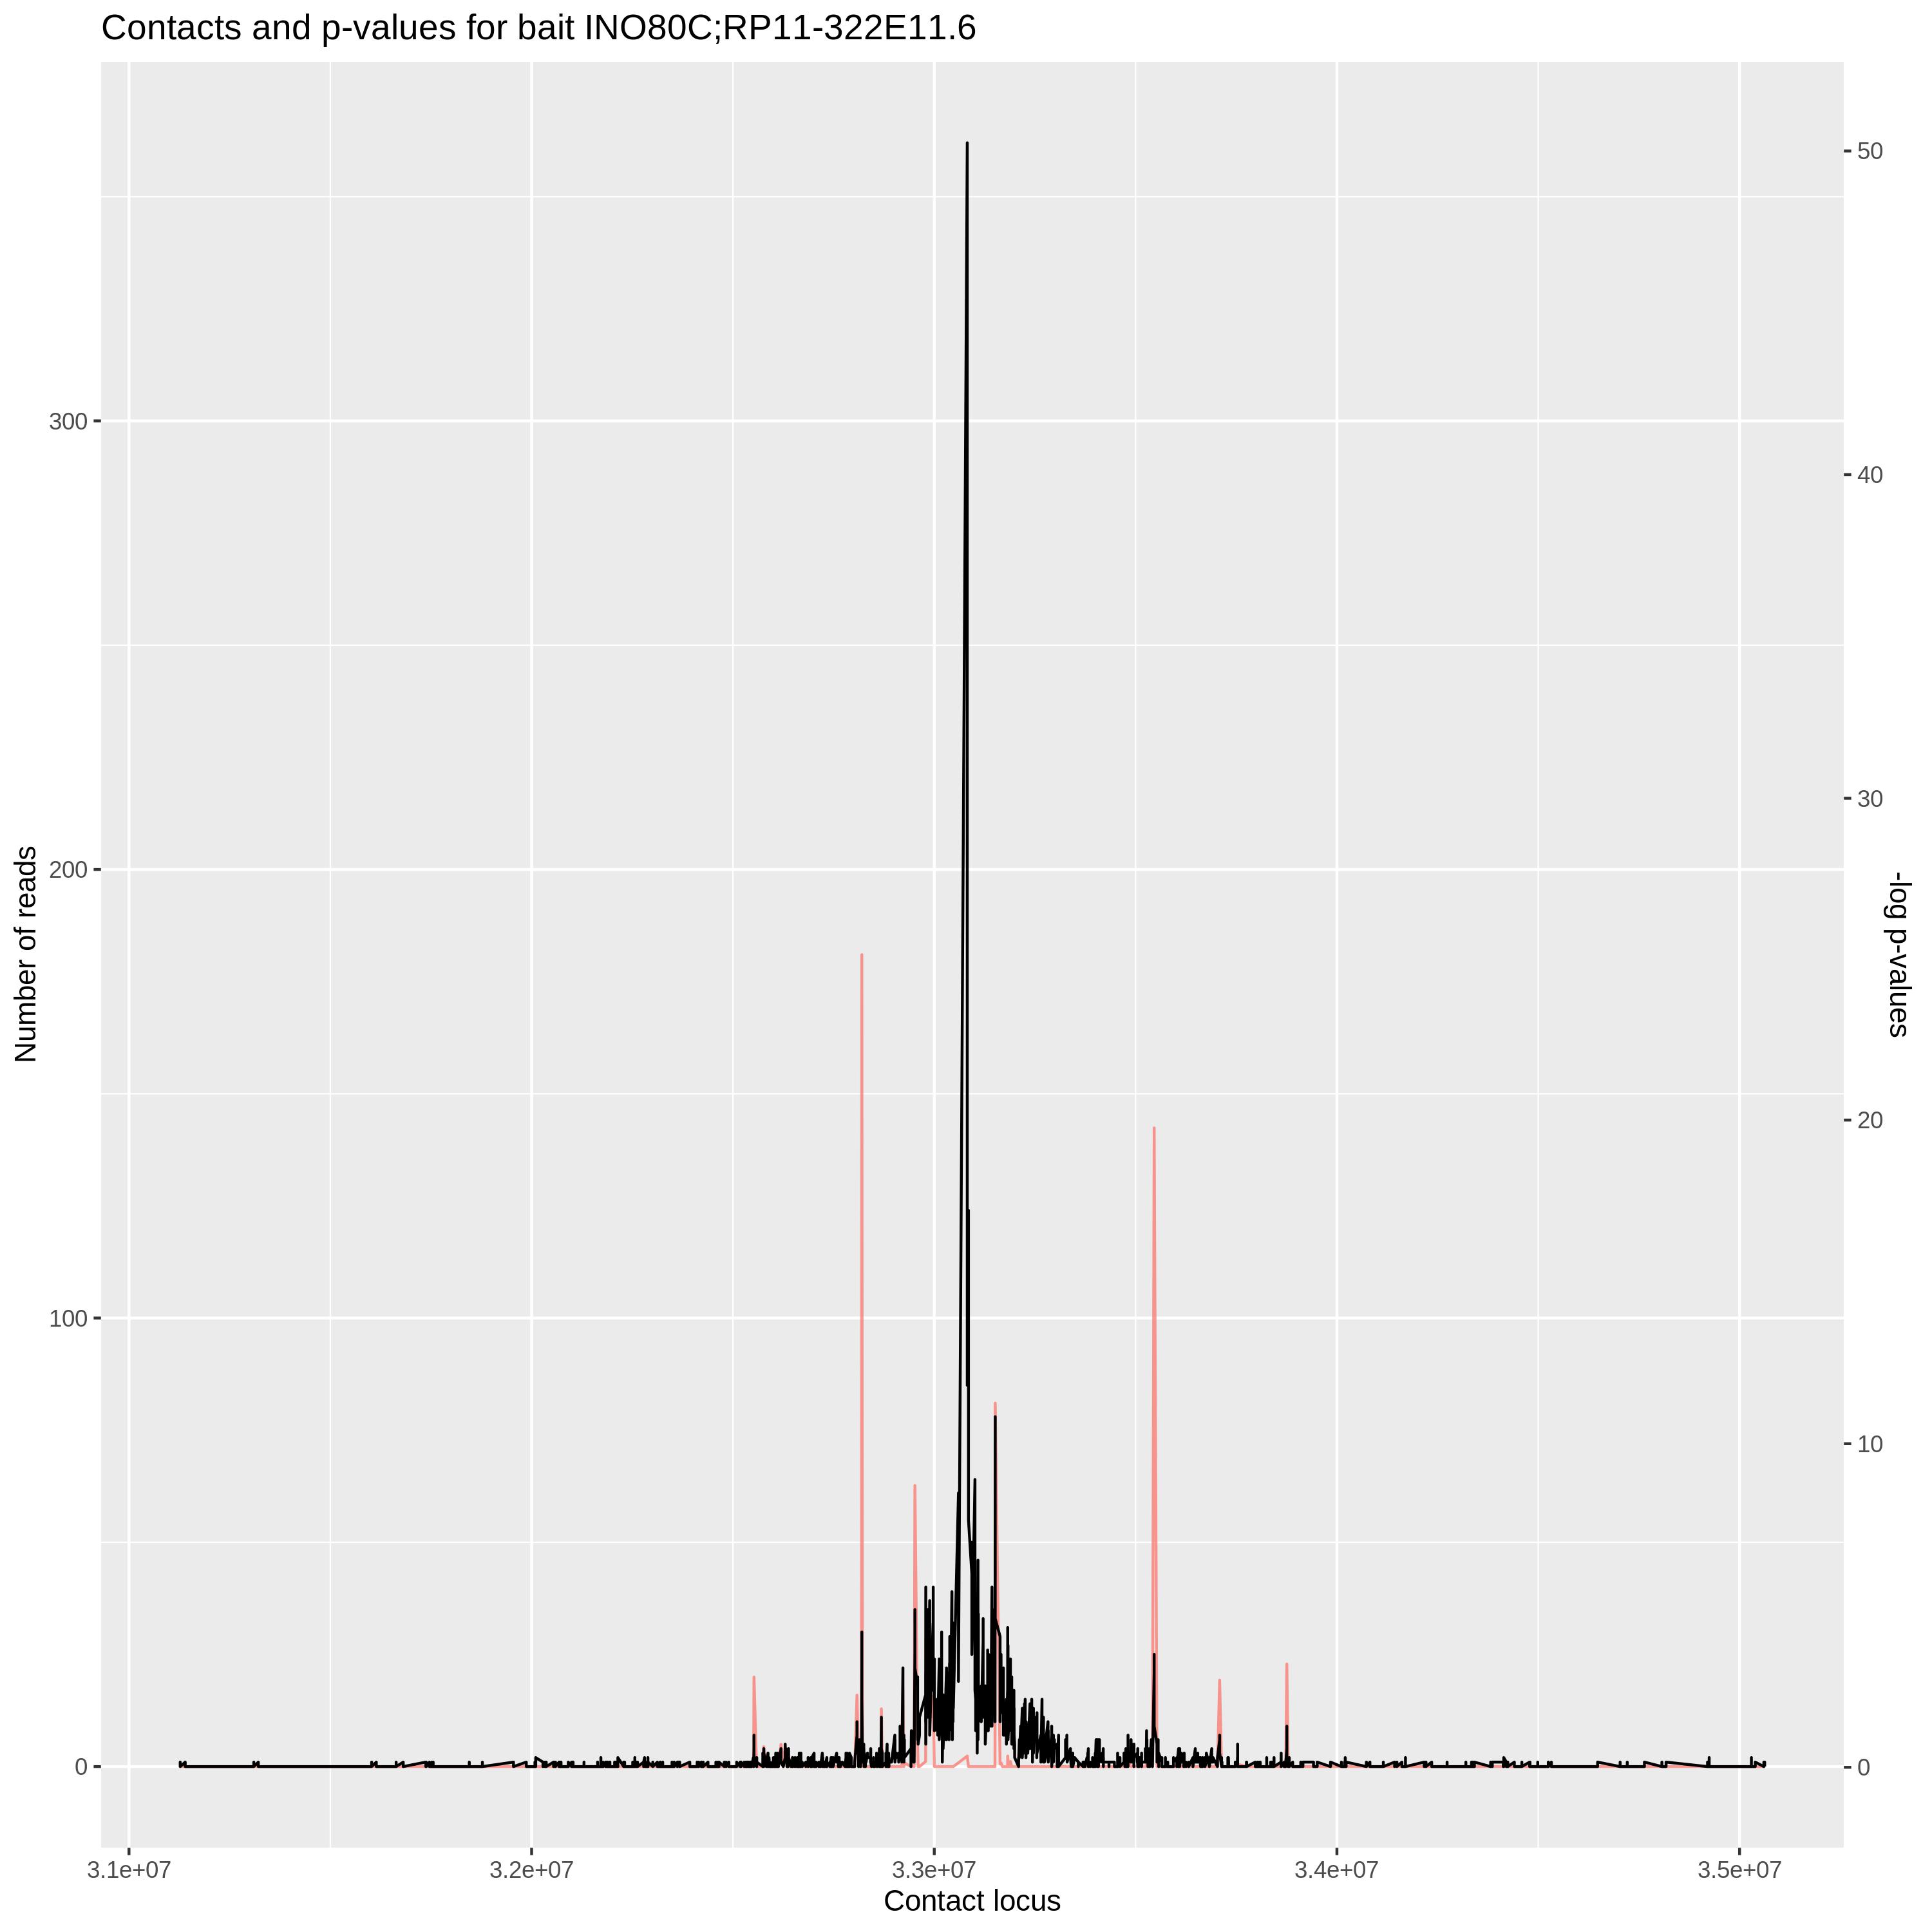 Contacts and p-values for bait INO80C;RP11-322E11.6
Number of reads
300
200
100
0
50
40
30
20
10
0
-log p-values
3.1e+07
3.2e+07
3.3e+07
3.4e+07
3.5e+07
Contact locus